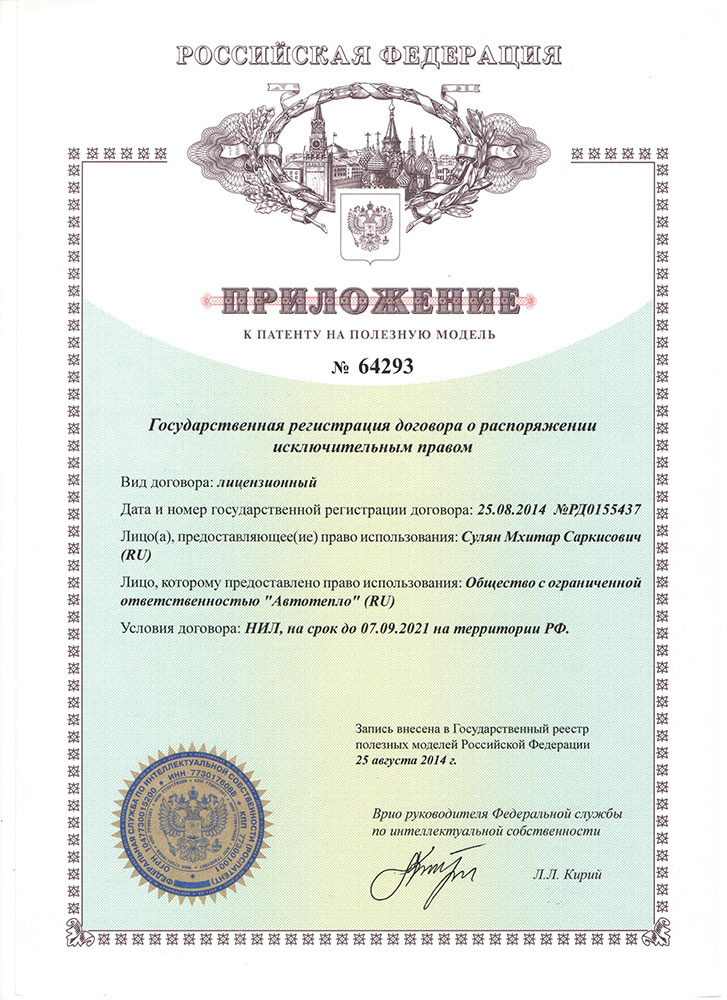 РОССИЙСКАЯ ФЕДЕРАЦИЯ
ПРИЛОЖЕНИЕ
К ПАТЕНТУ НА ПОЛЕЗНУЮ МОДЕЛЬ
№ 64293
Государственная регистрация договора о распоряжении
исключительным правом
Вид договора: лицензионный
Дата и номер государственной регистрации договора: 25.08.2014 №РД0155437
Лицо(а), предоставляющее(ие) право использования: Сулян Мхитар Саркисович
(RU)
Лицо, которому предоставлено право использования: Общество с ограниченной
ответственностью "Автотепло" (RU)
Условия договора: НИЛ, на срок до 07.09.2021 на территории РФ.
Запись внесена в Государственный реестр
полезных моделей Российской Федерации
25 августа 2014 г.
Врио руководителя Федеральной службы
по интеллектуальной собственности
Л.Л. Кирий
ФЕДЕРАЛЬНАЯ СЛУЖБА ПО ИНТЕЛЛЕКТУАЛЬНОЙ СОБСТВЕННОСТИ (РОСПАТЕНТ)
ОГРН 1047730015200 * ИНН 7730176088 * КПП 773001001